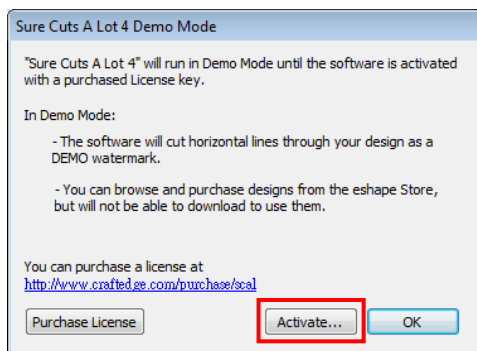 Sure Cuts A Lot 4 Demo Mode
"Sure Cuts A Lot 4" will run in Demo Mode until the software is activated
with a purchased License key.
In Demo Mode:
- The software will cut horizontal lines through your design as a
DEMO watermark.
- You can browse and purchase designs from the eshape Store,
but will not be able to download to use them.
You can purchase a license at
http://www.craftedge.com/purchase/scal
Purchase License
Activate...
OK